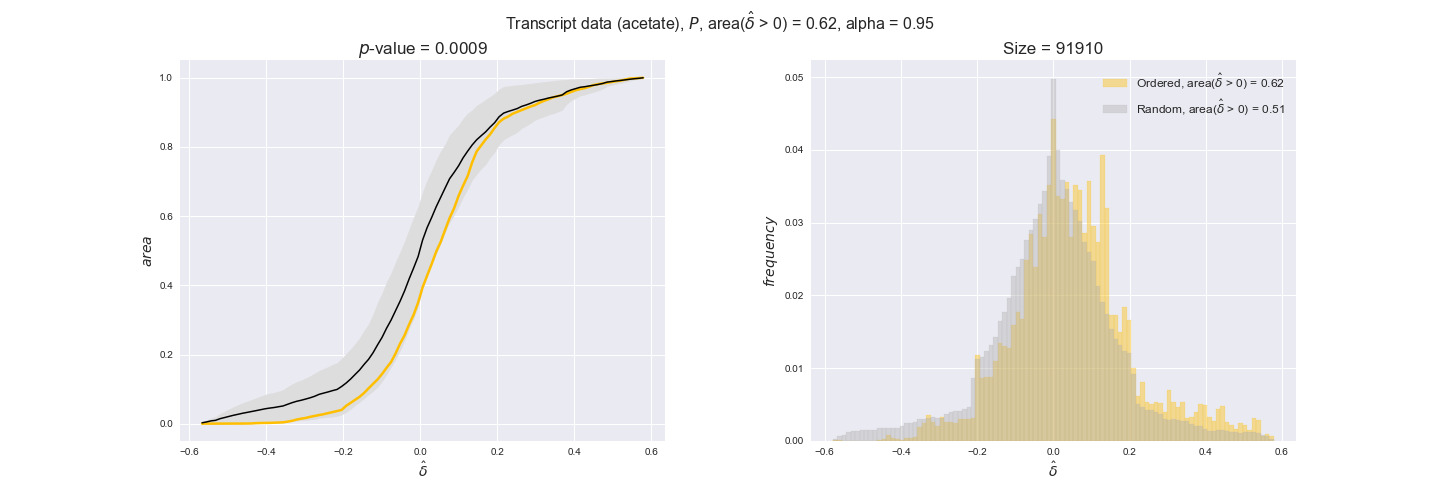 Transcript data (acetate), P, area(δ̂ > 0) = 0.62, alpha = 0.95
p-value = 0.0009
1.0
0.8
0.6
0.4
0.2
0.0
area
−0.6 −0.4 −0.2 0.0 0.2 0.4 0.6
δ̂
Size = 91910
Ordered, area(δ̂ > 0) = 0.62
Random, area(δ̂ > 0) = 0.51
0.05
0.04
0.03
0.02
0.01
0.00
frequency
−0.6 −0.4 −0.2 0.0 0.2 0.4 0.6
δ̂